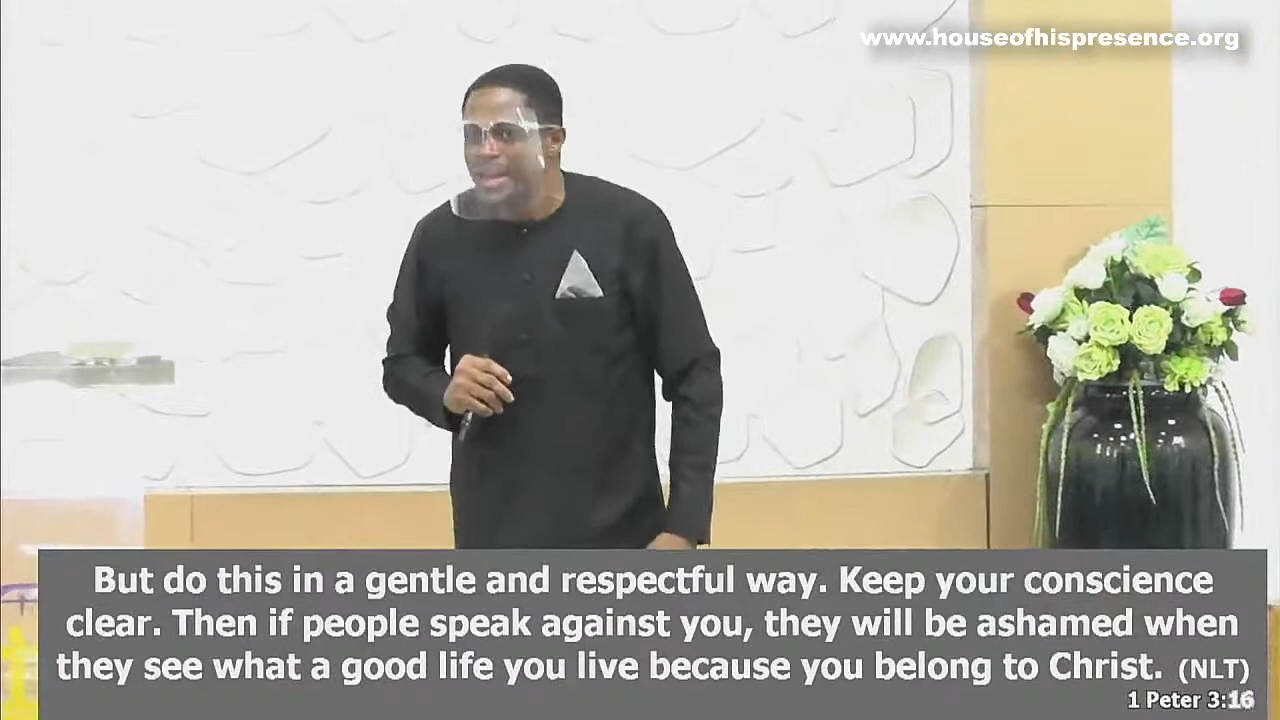 www.houseofhispresence.org
But do this in a gentle and respectful way. Keep your conscience
clear. Then if people speak against you, they will be ashamed when
they see what a good life you live because you belong to Christ. (NLT)
1 Peter 3:16